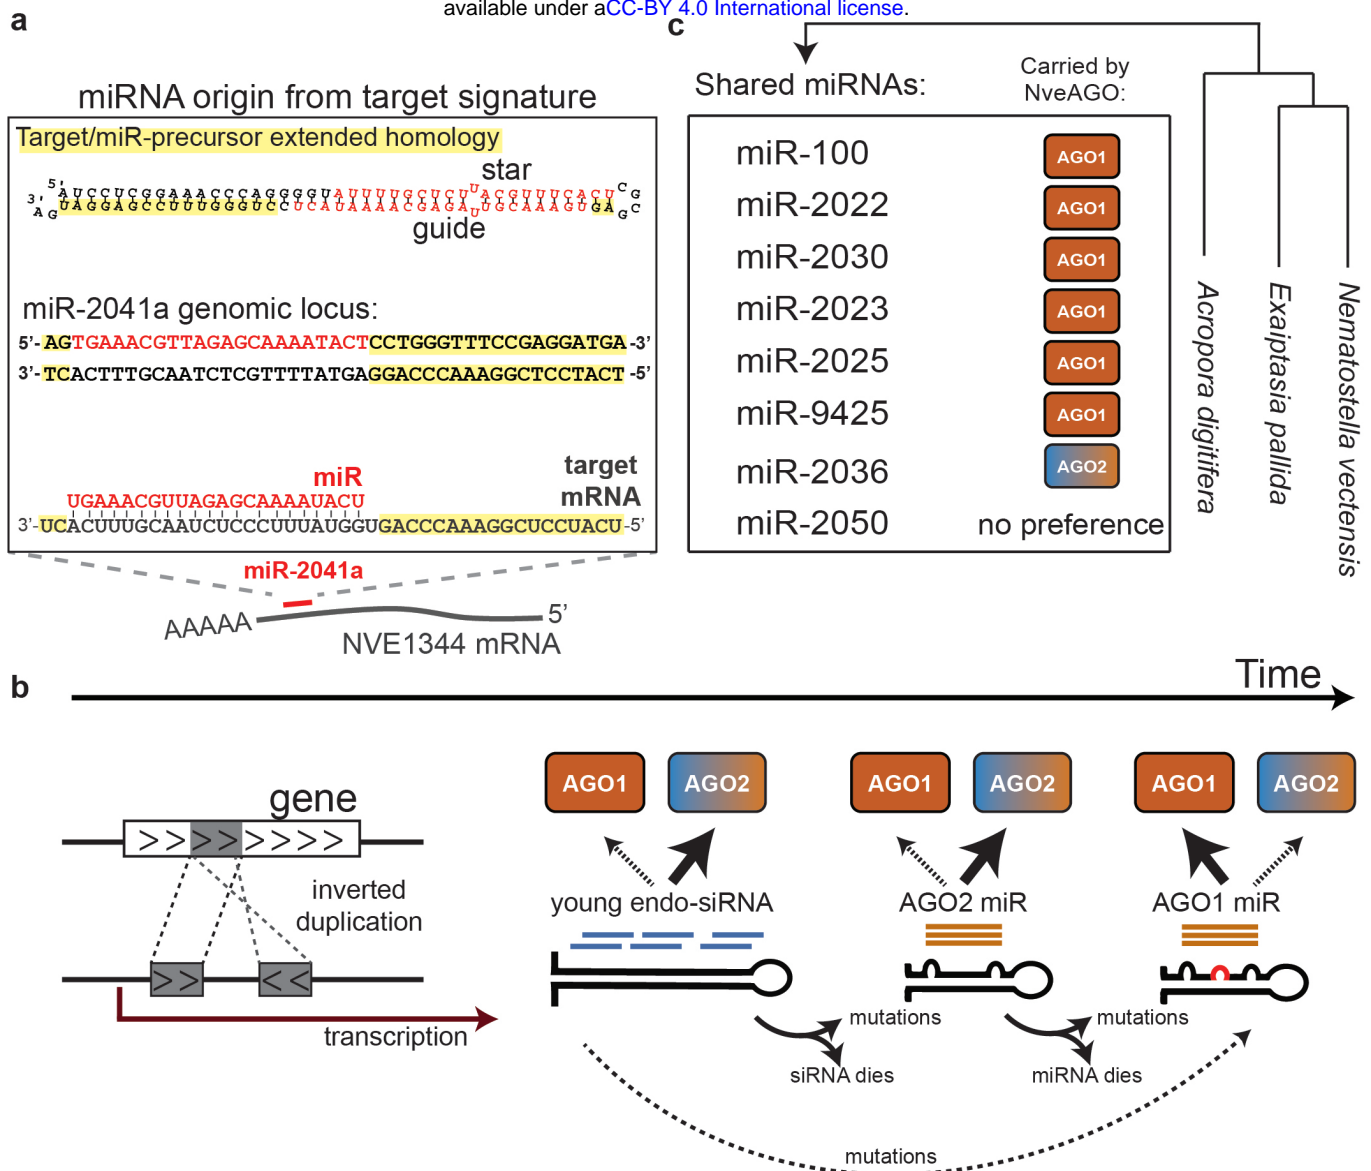 available under aCC-BY 4.0 International license.
a
miRNA origin from target signature
Target/miR-precursor extended homology
star
5' AUCCUCGGAAACCCAGGGGUAUUUUGCUCUUACGUUUCACUCG
3' AGUAGGAGCCUUUGGGUCCUCAUAAAACGAGAUUGCAAAGUGAGC
guide
miR-2041a genomic locus:
5'-AGTGAAACGTTAGAGCAAAATACTCCTGGGTTTCCGAGGATGA-3'
3'-TCACTTTGCAATCTCGTTTTATGAGGACCCAAAGGCTCCTACT-5'
miR
target
mRNA
UGAAACGUUAGAGCAAAAUACU
3'-UCACUUUGCAAUCUCCCUUUAUGGUGACCCAAAGGCUCCUACU-5'
miR-2041a
AAAAA
5'
NVE1344 mRNA
c
Shared miRNAs:
Carried by
NveAGO:
miR-100 AGO1
miR-2022 AGO1
miR-2030 AGO1
miR-2023 AGO1
miR-2025 AGO1
miR-9425 AGO1
miR-2036 AGO2
miR-2050 no preference
Acropora digitifera
Exaiptasia pallida
Nematostella vectensis
b
Time
gene
>>>>>>>>
inverted
duplication
>> <<
transcription
AGO1 AGO2
AGO1 AGO2
AGO1 AGO2
young endo-siRNA
AGO2 miR
AGO1 miR
mutations
mutations
siRNA dies
miRNA dies
mutations